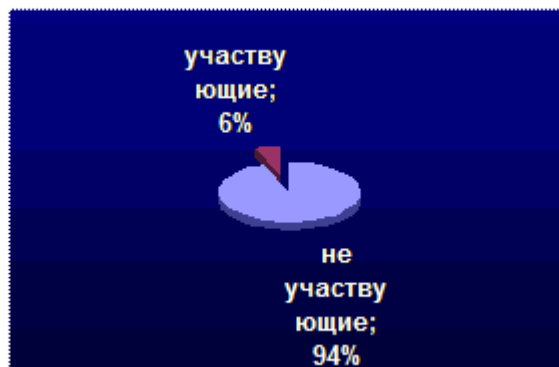 участву
ющие;
6%
не
участву
ющие;
94%